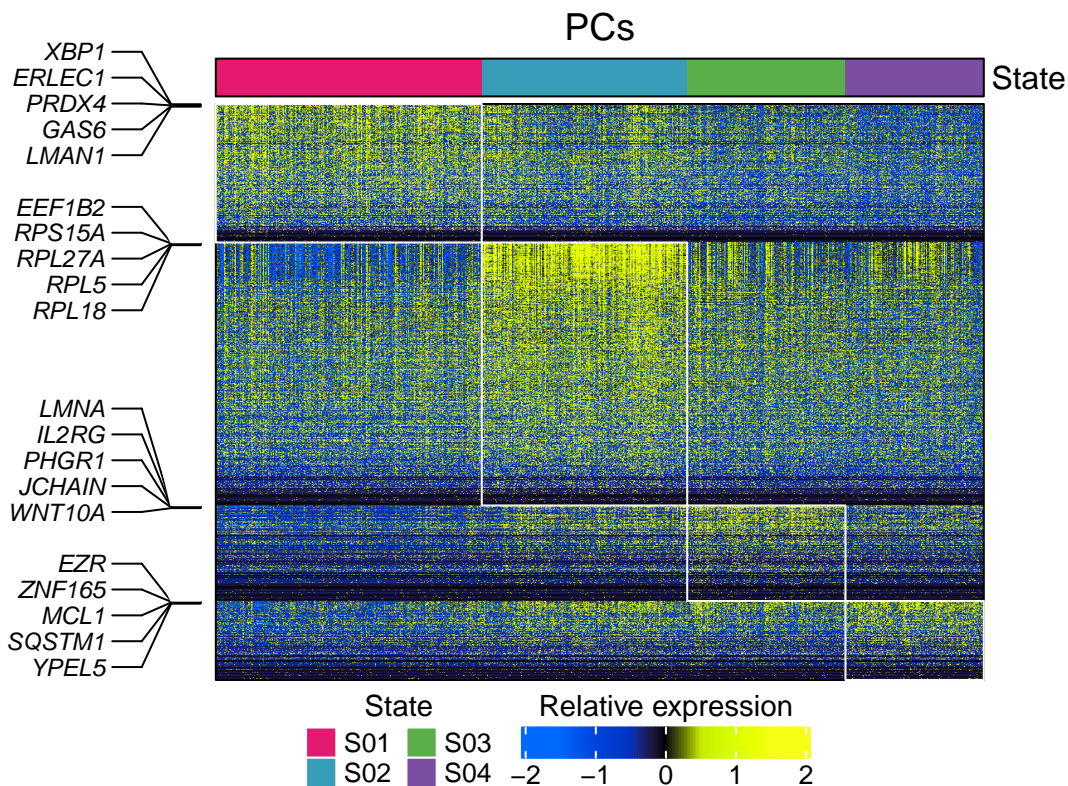 PCs
State
XBP1
ERLEC1
PRDX4
GAS6
LMAN1
EEF1B2
RPS15A
RPL27A
RPL5
RPL18
LMNA
IL2RG
PHGR1
JCHAIN
WNT10A
EZR
ZNF165
MCL1
SQSTM1
YPEL5
State
S01 S03
S02 S04
Relative expression
−2 −1 0 1 2